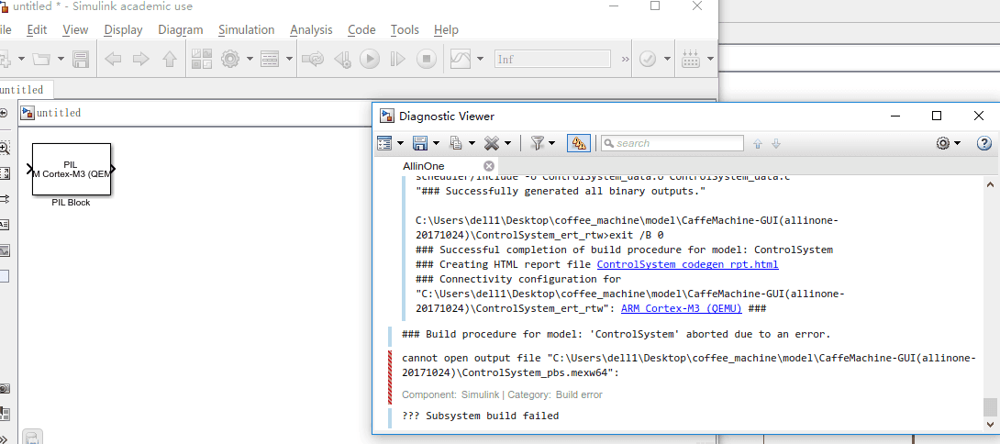 untitled * - Simulink academic use
ile Edit View Display Diagram Simulation Analysis Code Tools Help
Inf
»
untitled
untitled
PIL
M Cortex-M3 (QEM
PIL Block
Diagnostic Viewer
search
AllinOne
scheduler/include -o ControlSystem_data.o ControlSystem_data.c
"### Successfully generated all binary outputs."
C:\Users\dell1\Desktop\coffee_machine\model\CaffeMachine-GUI(allinone-
20171024)\ControlSystem_ert_rtw>exit /B 0
### Successful completion of build procedure for model: ControlSystem
### Creating HTML report file ControlSystem_codegen_rpt.html
### Connectivity configuration for
"C:\Users\dell1\Desktop\coffee_machine\model\CaffeMachine-GUI(allinone-
20171024)\ControlSystem_ert_rtw": ARM Cortex-M3 (QEMU) ###
### Build procedure for model: 'ControlSystem' aborted due to an error.
cannot open output file "C:\Users\dell1\Desktop\coffee_machine\model\CaffeMachine-GUI(allinone-
20171024)\ControlSystem_pbs.mexw64":
Component: Simulink | Category: Build error
??? Subsystem build failed